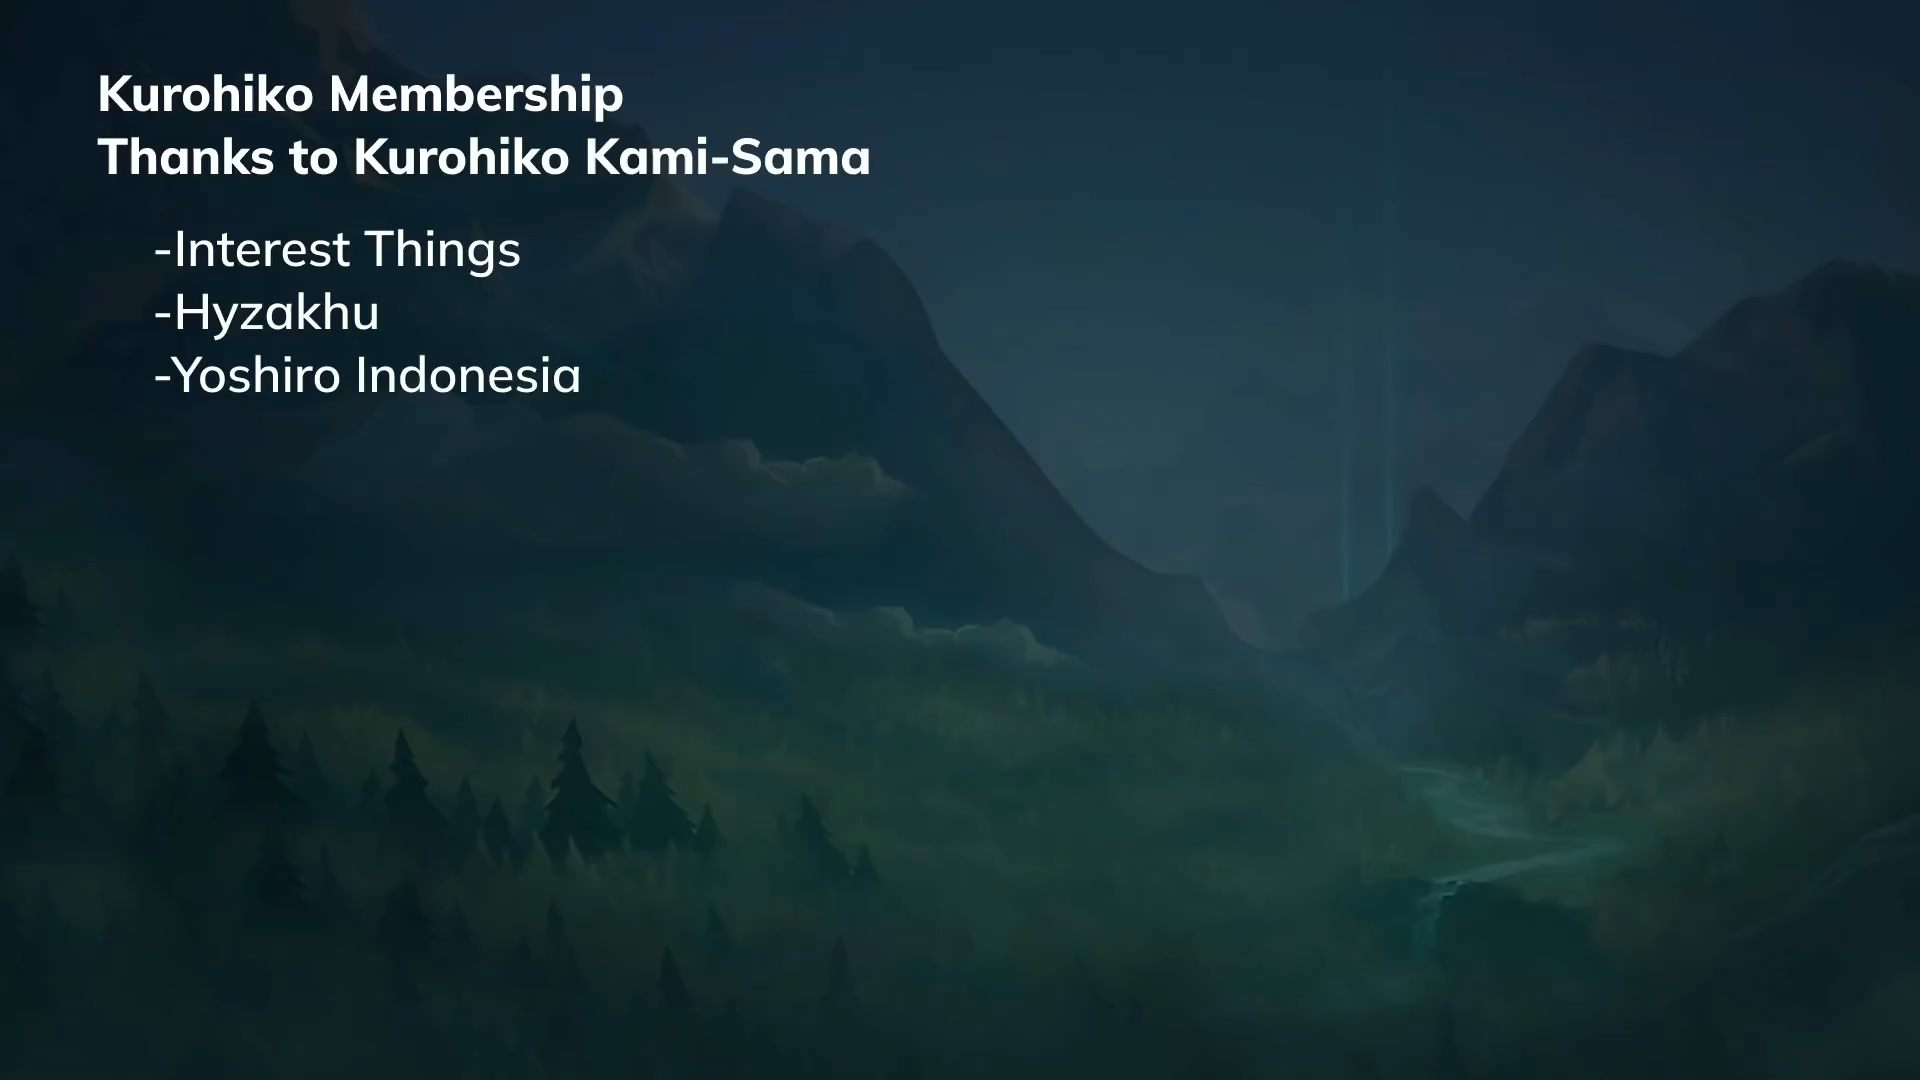 Kurohiko Membership
Thanks to Kurohiko Kami-Sama
-Interest Things
-Hyzakhu
-Yoshiro Indonesia